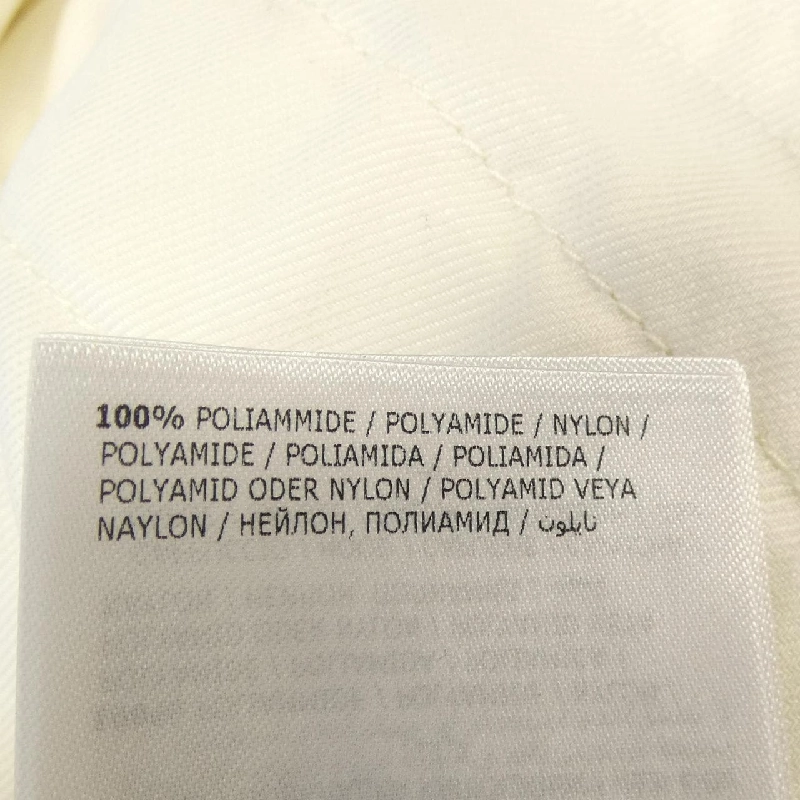 100% POLIAMMIDE / POLYAMIDE / NYLON /
POLYAMIDE / POLIAMIDA / POLIAMIDA /
POLYAMID ODER NYLON / POLYAMID VEYA
NAYLON / НЕЙЛОН, ПОЛИАМИД / نايلون